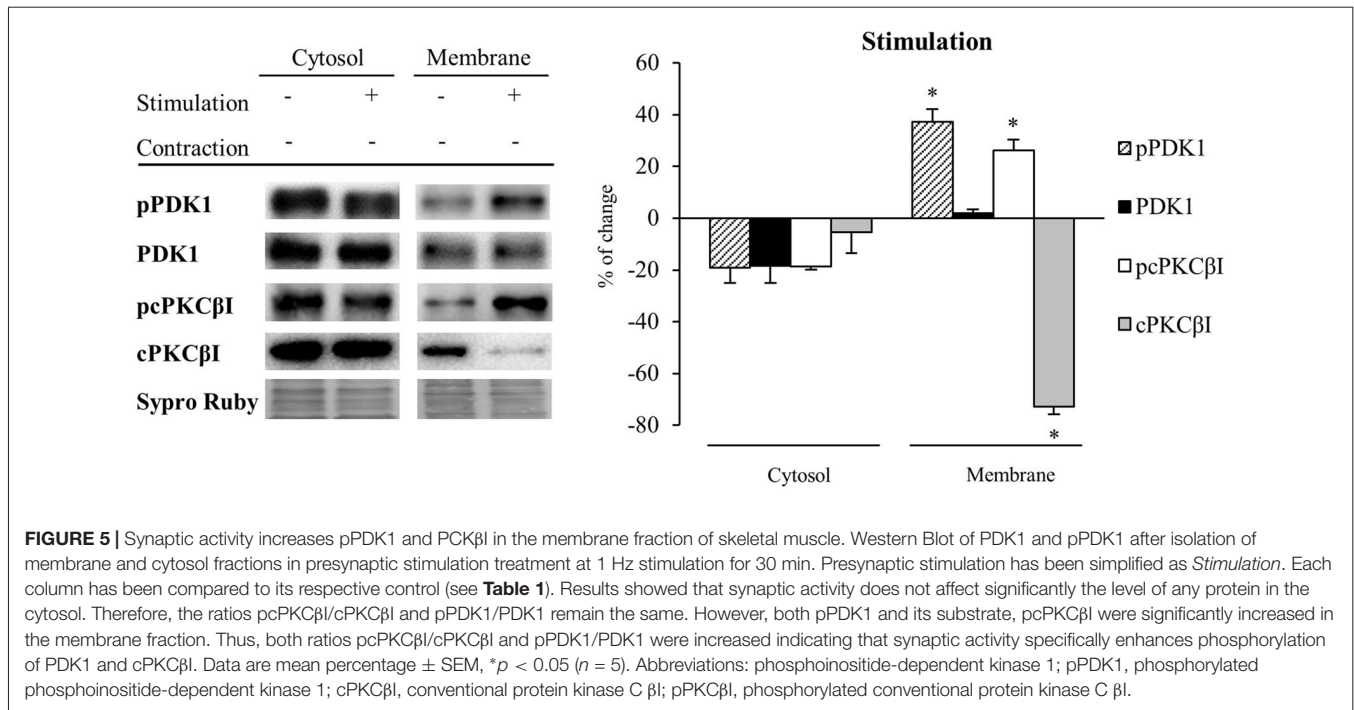 Cytosol Membrane
Stimulation - + - +
Contraction - - - -
pPDK1
PDK1
pcPKCβI
cPKCβI
Sypro Ruby
Stimulation
% of change
60
40
20
0
-20
-40
-60
-80
* * *
Cytosol Membrane
pPDK1
PDK1
pcPKCβI
cPKCβI
FIGURE 5 | Synaptic activity increases pPDK1 and PCKβI in the membrane fraction of skeletal muscle. Western Blot of PDK1 and pPDK1 after isolation of
membrane and cytosol fractions in presynaptic stimulation treatment at 1 Hz stimulation for 30 min. Presynaptic stimulation has been simplified as Stimulation. Each
column has been compared to its respective control (see Table 1). Results showed that synaptic activity does not affect significantly the level of any protein in the
cytosol. Therefore, the ratios pcPKCβI/cPKCβI and pPDK1/PDK1 remain the same. However, both pPDK1 and its substrate, pcPKCβI were significantly increased in
the membrane fraction. Thus, both ratios pcPKCβI/cPKCβI and pPDK1/PDK1 were increased indicating that synaptic activity specifically enhances phosphorylation
of PDK1 and cPKCβI. Data are mean percentage ± SEM, *p < 0.05 (n = 5). Abbreviations: phosphoinositide-dependent kinase 1; pPDK1, phosphorylated
phosphoinositide-dependent kinase 1; cPKCβI, conventional protein kinase C βI; pPKCβI, phosphorylated conventional protein kinase C βI.